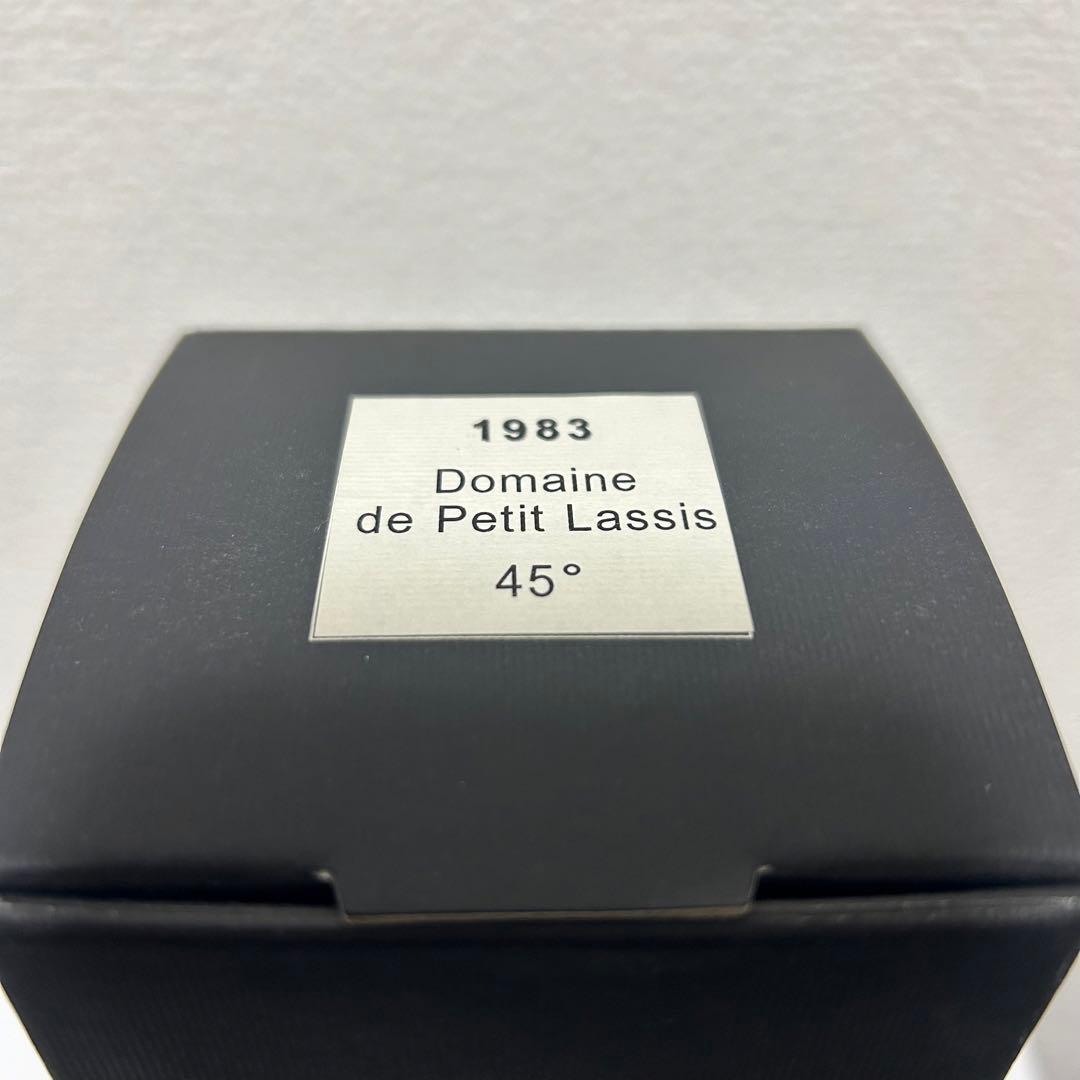 1983
Domaine
de Petit Lassis
45°